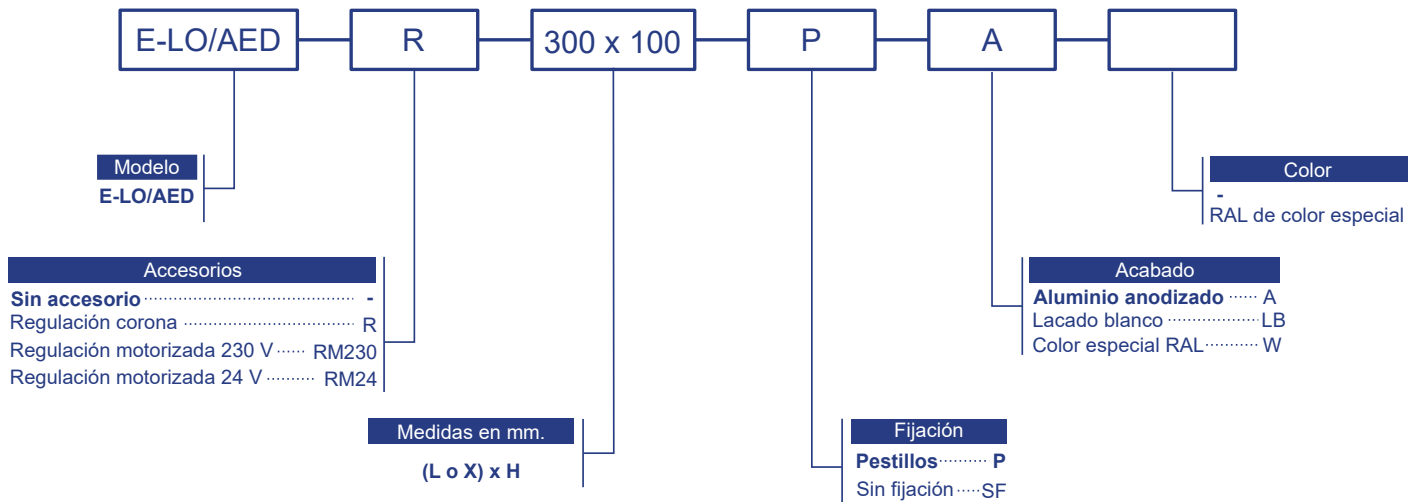 E-LO/AED R 300 x 100 P A
Modelo
E-LO/AED
Color
-
RAL de color especial
Accesorios
Sin accesorio -
Regulación corona R
Regulación motorizada 230 V RM230
Regulación motorizada 24 V RM24
Acabado
Aluminio anodizado A
Lacado blanco LB
Color especial RAL W
Medidas en mm.
(L o X) x H
Fijación
Pestillos P
Sin fijación SF